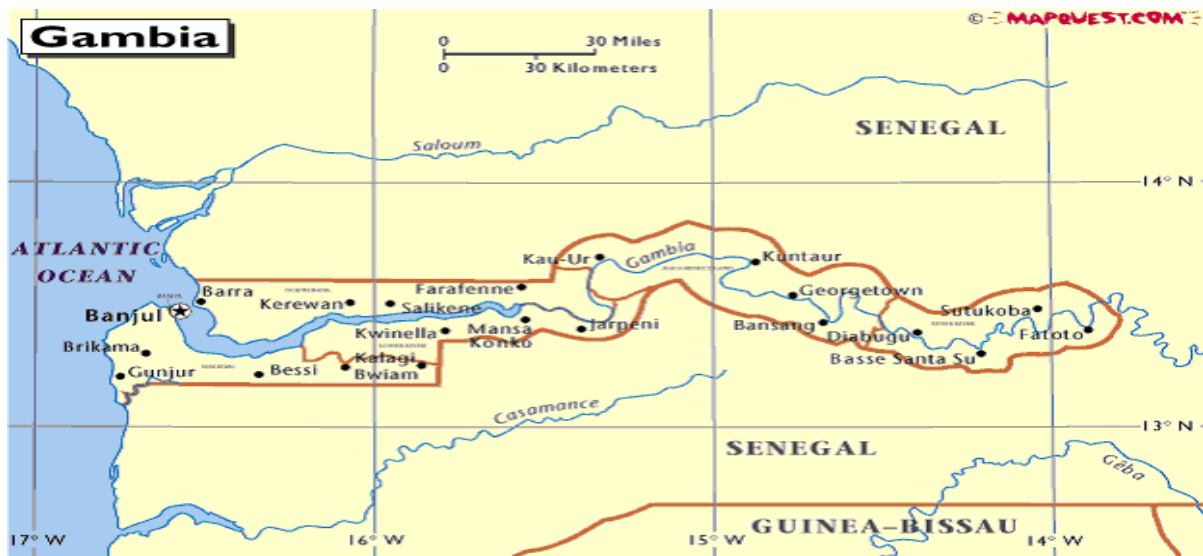 © MAPQUEST.COM
Gambia
0 30 Miles
0 30 Kilometers
SENEGAL
Saloum
14° N
ATLANTIC
OCEAN
Kau-Ur
Gambia
Kuntaur
Barra
Farafenne
Georgetown
Kerewan
Salikene
Sutukoba
Banjul
Kwinella
Mansa
Konko
Jarpeni
Bansang
Diabugu
Fatoto
Brikama
Basse Santa Su
Gunjur
Bessi
Kalagi
Bwiam
Casamance
13° N
SENEGAL
Gêba
GUINEA-BISSAU
17° W
16° W
15° W
14° W